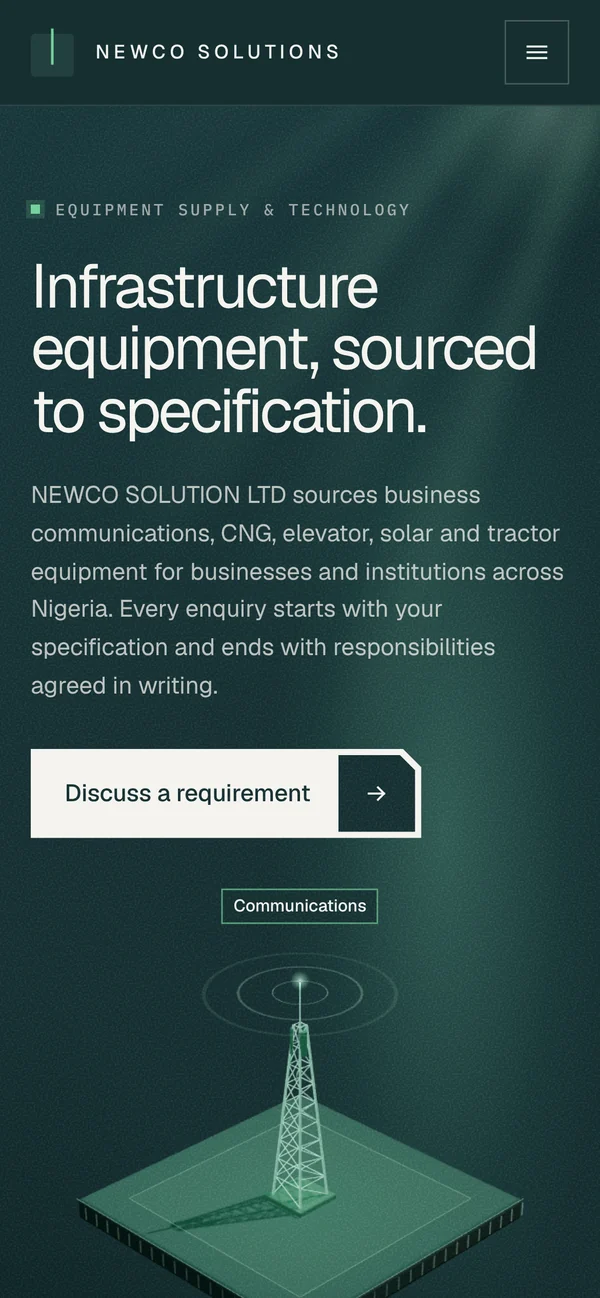 NEWCO SOLUTIONS
EQUIPMENT SUPPLY & TECHNOLOGY
Infrastructure
equipment, sourced
to specification.
NEWCO SOLUTION LTD sources business
communications, CNG, elevator, solar and tractor
equipment for businesses and institutions across
Nigeria. Every enquiry starts with your
specification and ends with responsibilities
agreed in writing.
Discuss a requirement →
Communications